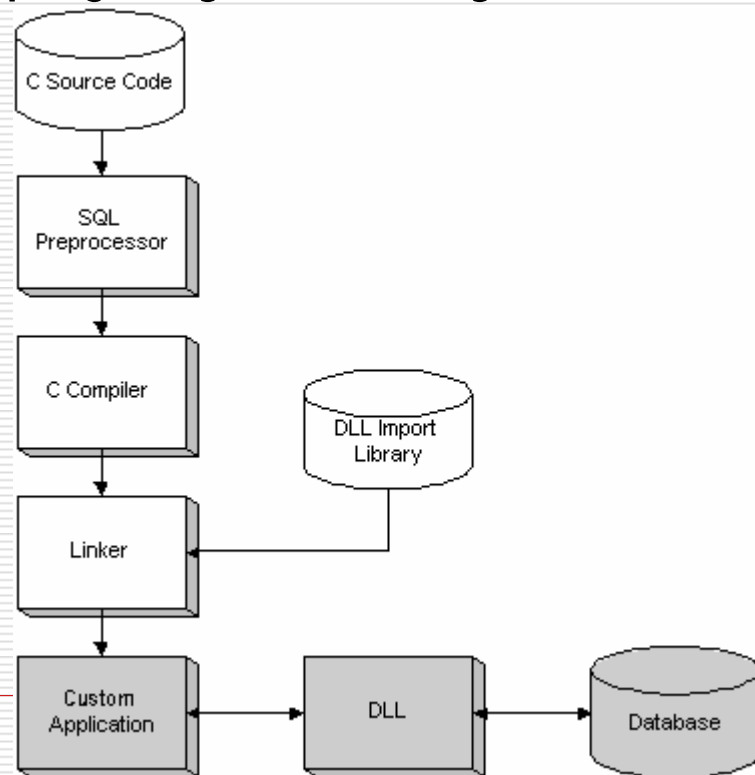 C Source Code
SQL
Preprocessor
C Compiler
DLL Import
Library
Linker
Custom
Application
DLL
Database